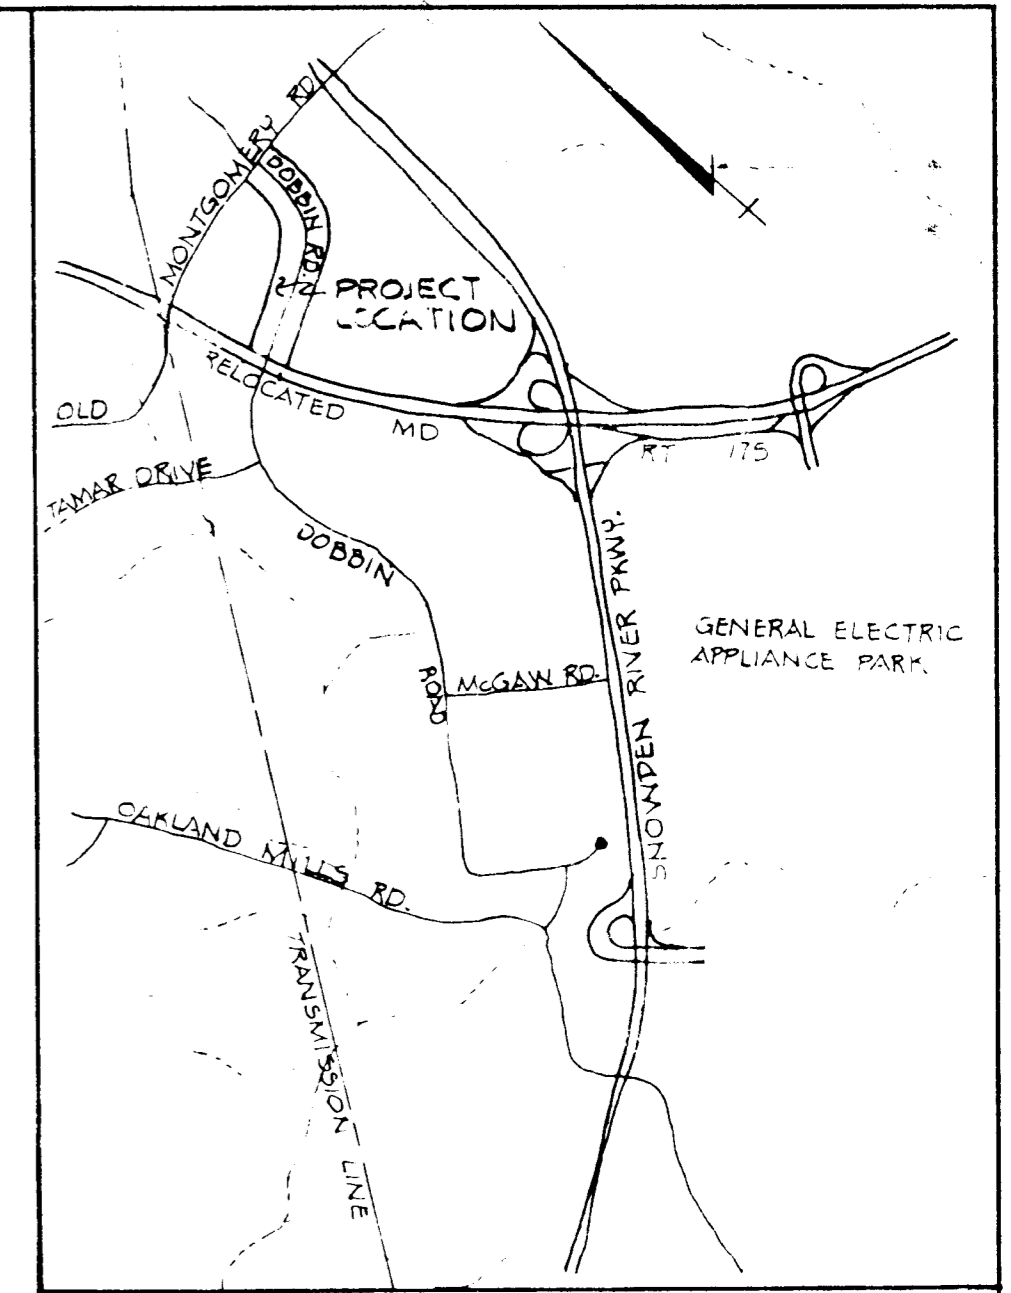 MONTGOMERY RD
DOBBIN RD.
PROJECT
LOCATION
RELOCATED MD RT 175
OLD
TAMAR DRIVE
DOBBIN ROAD
SNOWDEN RIVER PKWY.
GENERAL ELECTRIC
APPLIANCE PARK
McGAW RD.
OAKLAND MILLS RD.
TRANSMISSION LINE